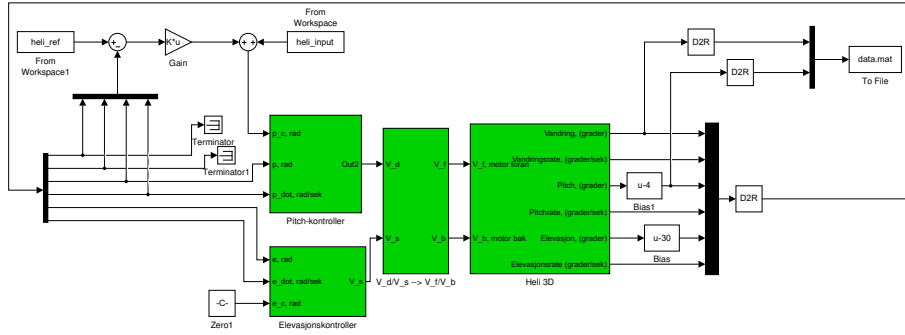 From
Workspace
heli_ref
K*u
heli_input
From
Workspace1
Gain
D2R
D2R
data.mat
To File
Terminator
Terminator1
p_c, rad
p, rad
p_dot, rad/sek
Out2
Pitch-kontroller
V_d
V_s
V_f
V_b
V_d/V_s --> V_f/V_b
V_f, motor foran
V_b, motor bak
Vandring, (grader)
Vandringsrate, (grader/sek)
Pitch, (grader)
Pitchrate, (grader/sek)
Elevasjon, (grader)
Elevasjonsrate (grader/sek)
Heli 3D
u-4
Bias1
u-30
Bias
D2R
e, rad
e_dot, rad/sek
e_c, rad
V_s
Elevasjonskontroller
-C-
Zero1